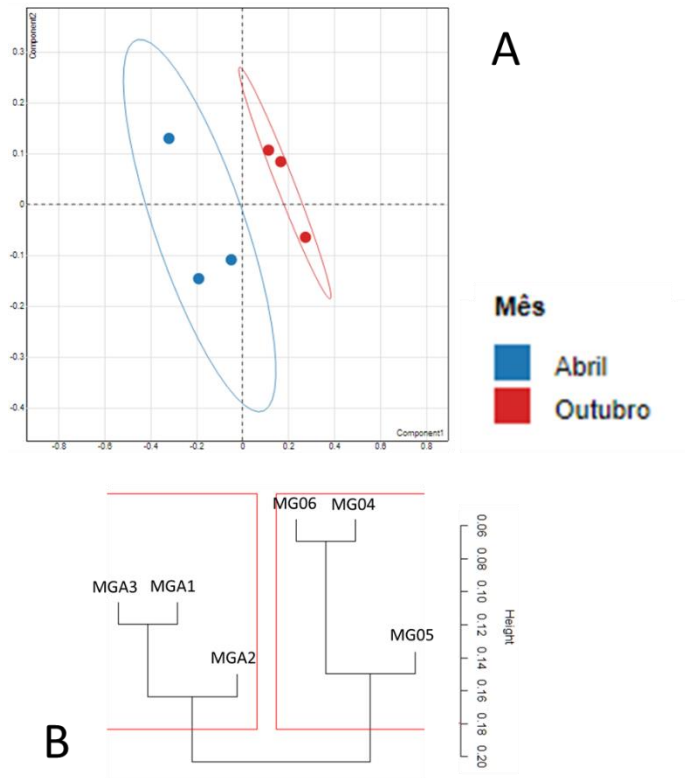 A
Component2
0.3
0.2
0.1
0
-0.1
-0.2
-0.3
-0.4
Component1
-0.8 -0.6 -0.4 -0.2 0 0.2 0.4 0.6 0.8
Mês
Abril
Outubro
MG06 MG04
MGA3 MGA1
MG05
MGA2
0.06 0.08 0.10 0.12 0.14 0.16 0.18 0.20
Height
B